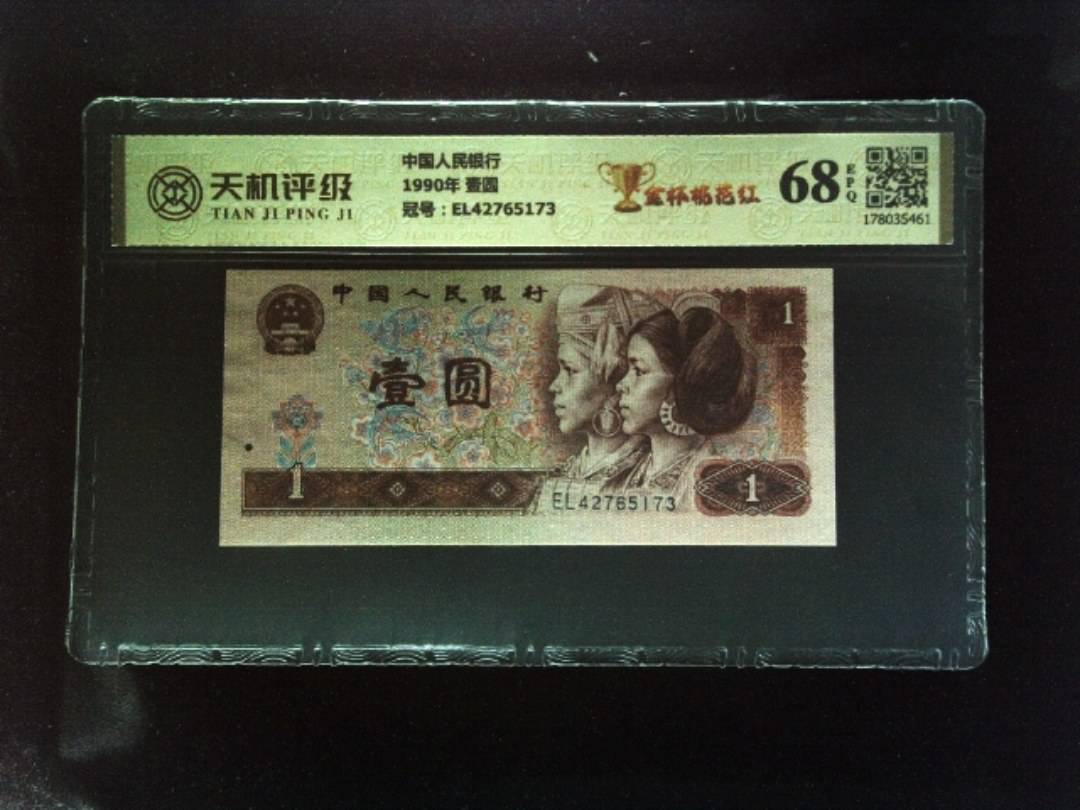 天机评级
TIAN JI PING JI
中国人民银行
1990年 壹圆
冠号：EL42765173
金杯桃花红
68
EPQ
178035461
中国人民银行
1
壹圆
1
EL42765173
1